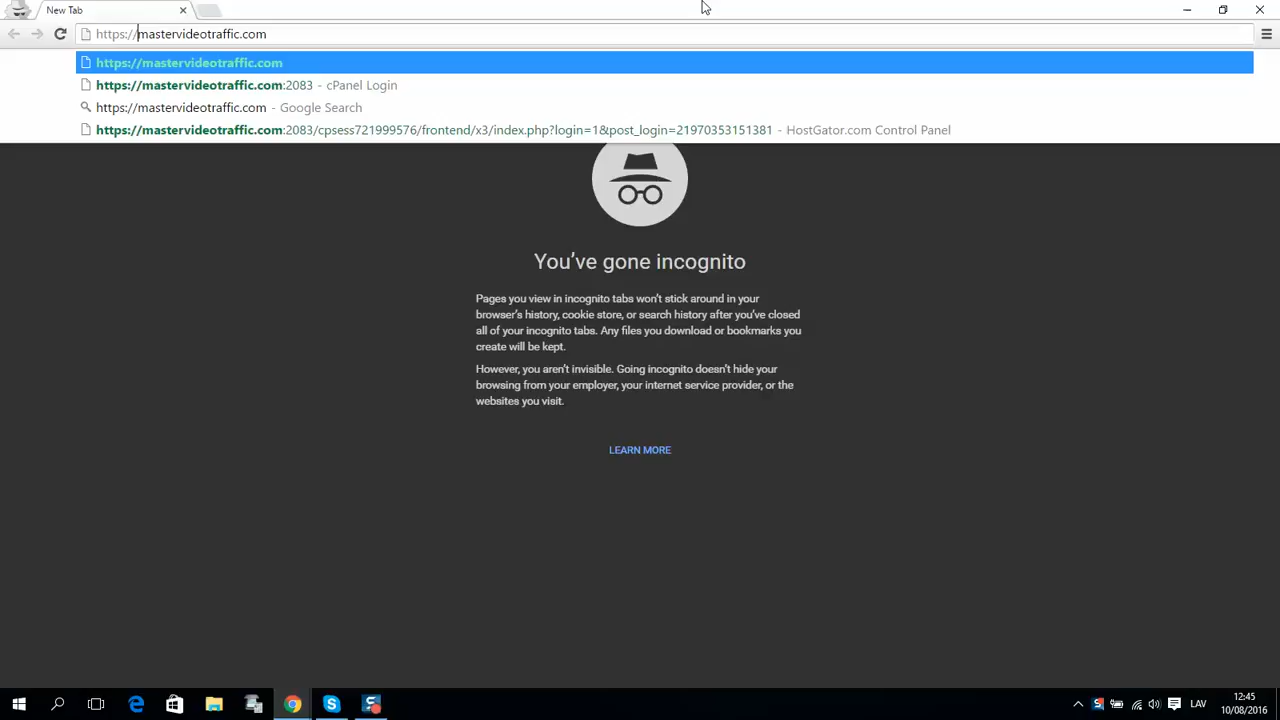 New Tab
https://mastervideotraffic.com
https://mastervideotraffic.com
https://mastervideotraffic.com:2083 - cPanel Login
https://mastervideotraffic.com - Google Search
https://mastervideotraffic.com:2083/cpsess721999576/frontend/x3/index.php?login=1&post_login=21970353151381 - HostGator.com Control Panel
You've gone incognito
Pages you view in incognito tabs won't stick around in your
browser's history, cookie store, or search history after you've closed
all of your incognito tabs. Any files you download or bookmarks you
create will be kept.
However, you aren't invisible. Going incognito doesn't hide your
browsing from your employer, your internet service provider, or the
websites you visit.
LEARN MORE
LAV
12:45
10/08/2016